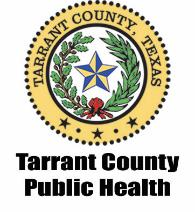 TARRANT COUNTY, TEXAS
Tarrant County
Public Health